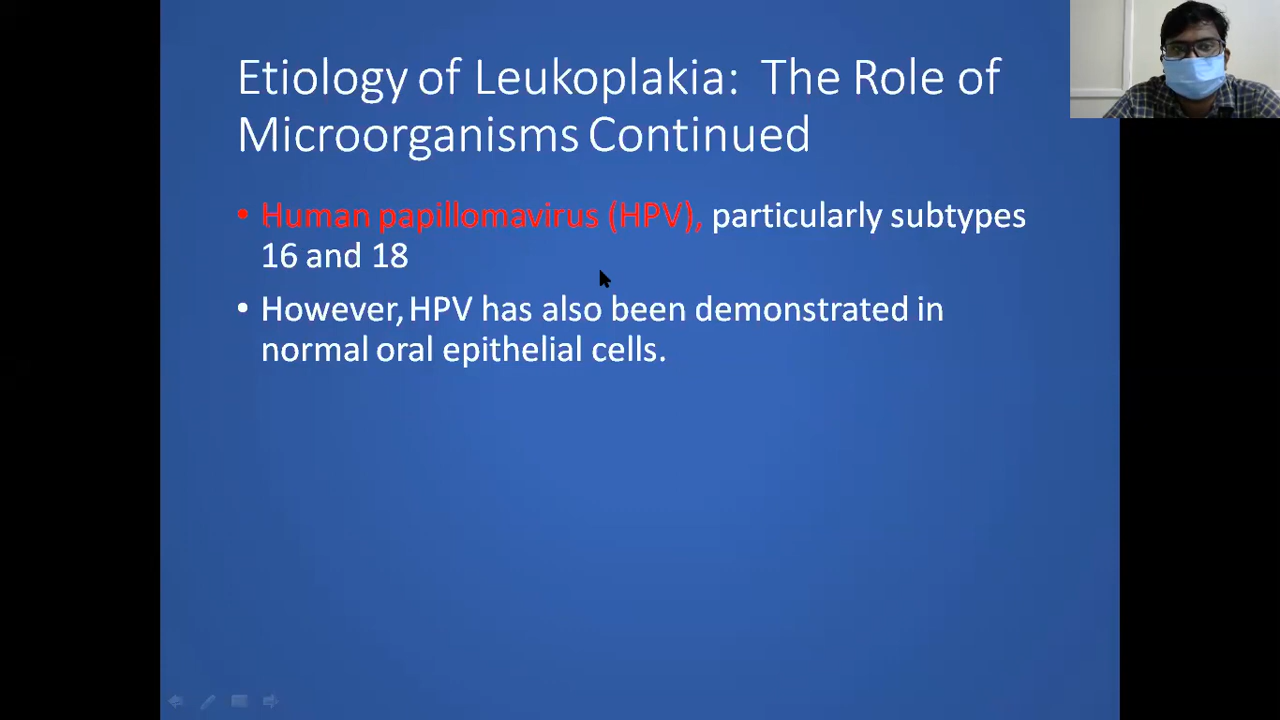 Etiology of Leukoplakia: The Role of
Microorganisms Continued
• Human papillomavirus (HPV), particularly subtypes
16 and 18
• However, HPV has also been demonstrated in
normal oral epithelial cells.